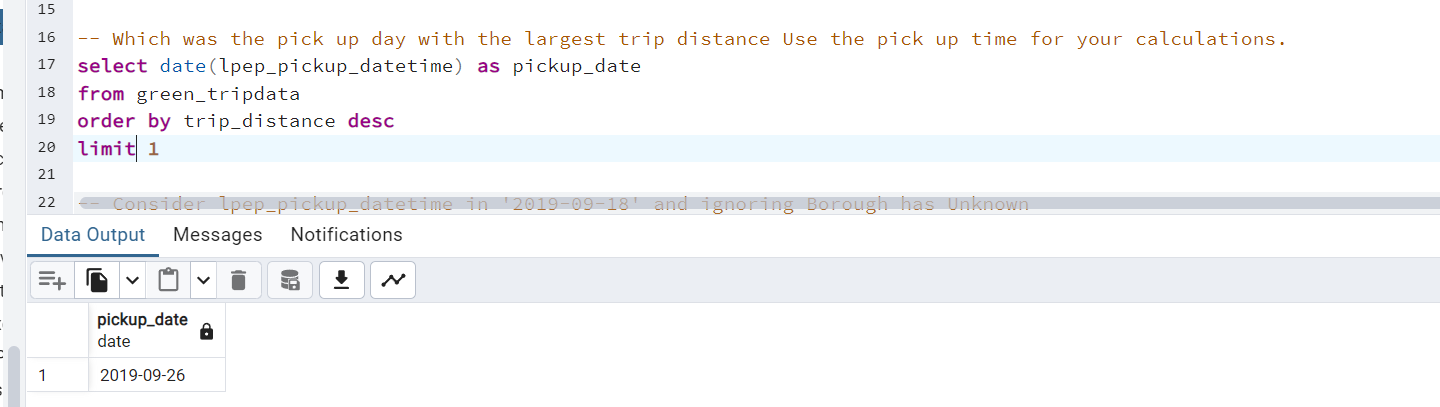 15
16 -- Which was the pick up day with the largest trip distance Use the pick up time for your calculations.
17 select date(lpep_pickup_datetime) as pickup_date
18 from green_tripdata
19 order by trip_distance desc
20 limit 1
21
22 -- Consider lpep_pickup_datetime in '2019-09-18' and ignoring Borough has Unknown
Data Output Messages Notifications
pickup_date
date
1 2019-09-26